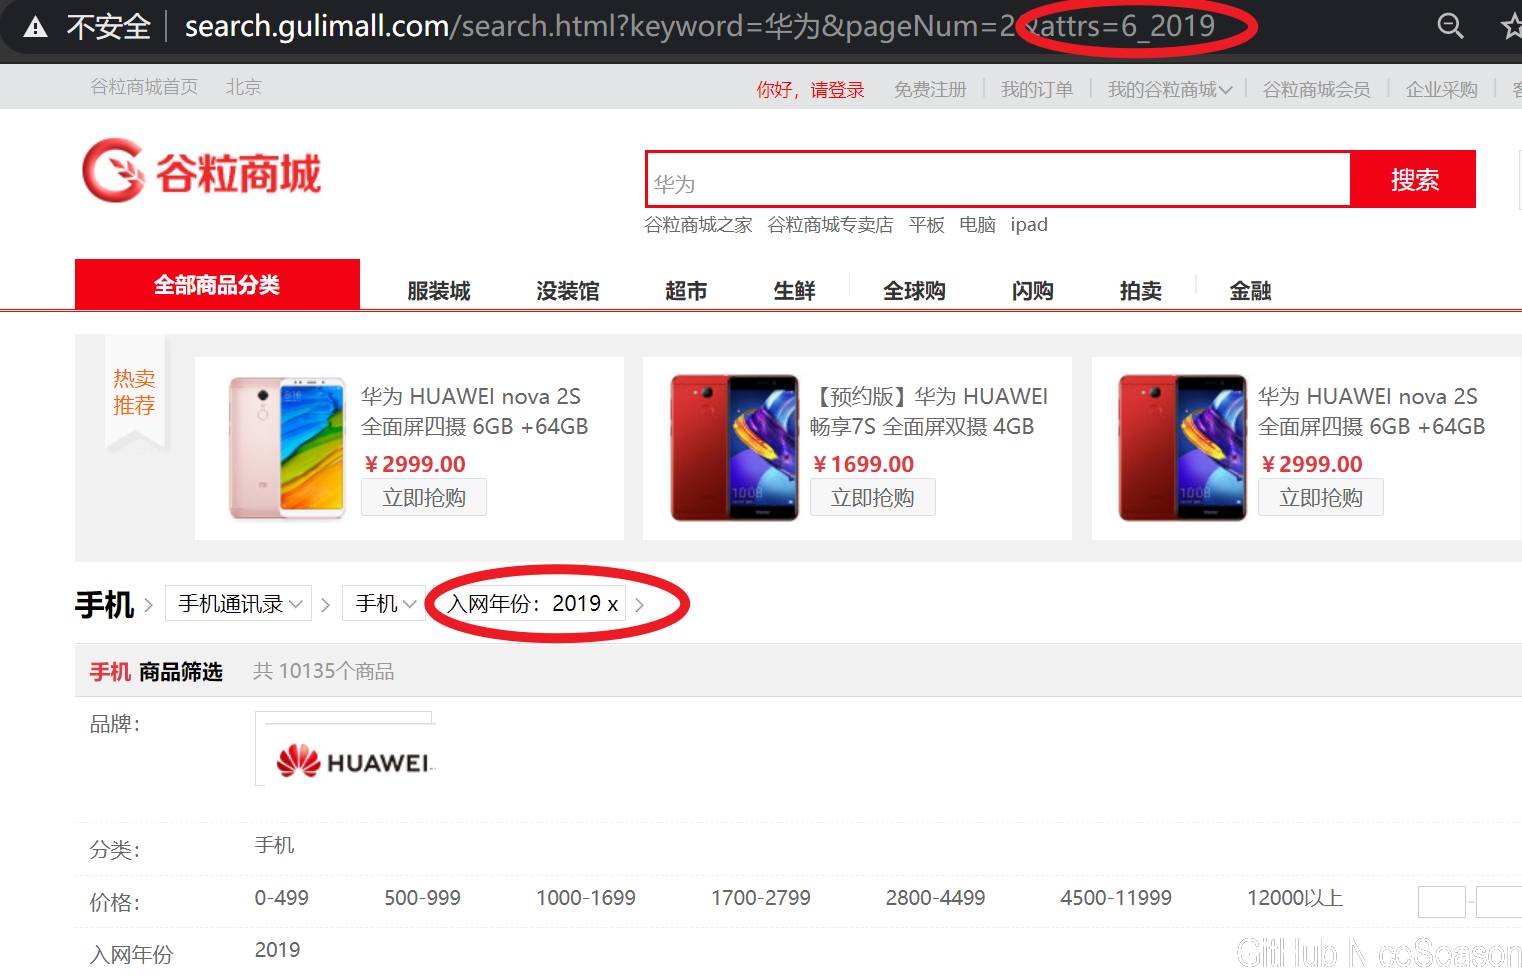 不安全 search.gulimall.com/search.html?keyword=华为&pageNum=2&attrs=6_2019
谷粒商城首页 北京 你好，请登录 免费注册 我的订单 我的谷粒商城 谷粒商城会员 企业采购
谷粒商城
华为 搜索
谷粒商城之家 谷粒商城专卖店 平板 电脑 ipad
全部商品分类 服装城 没装馆 超市 生鲜 全球购 闪购 拍卖 金融
热卖
推荐
华为 HUAWEI nova 2S
全面屏四摄 6GB +64GB
￥2999.00
立即抢购
【预约版】华为 HUAWEI
畅享7S 全面屏双摄 4GB
￥1699.00
立即抢购
华为 HUAWEI nova 2S
全面屏四摄 6GB +64GB
￥2999.00
立即抢购
手机 > 手机通讯录 > 手机 入网年份：2019 x >
手机 商品筛选 共 10135个商品
品牌：
HUAWEI
分类： 手机
价格： 0-499 500-999 1000-1699 1700-2799 2800-4499 4500-11999 12000以上 -
入网年份 2019
GitHub NiceSeason